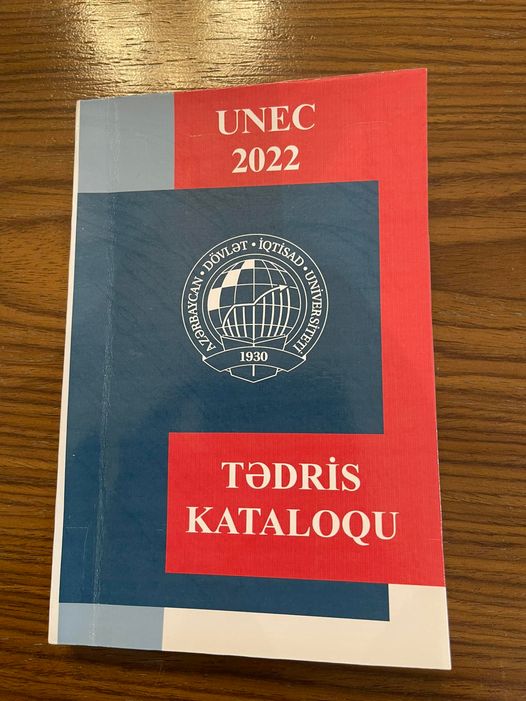 UNEC
2022
AZƏRBAYCAN • DÖVLƏT • İQTİSAD • UNİVERSİTETİ
1930
TƏDRİS
KATALOQU